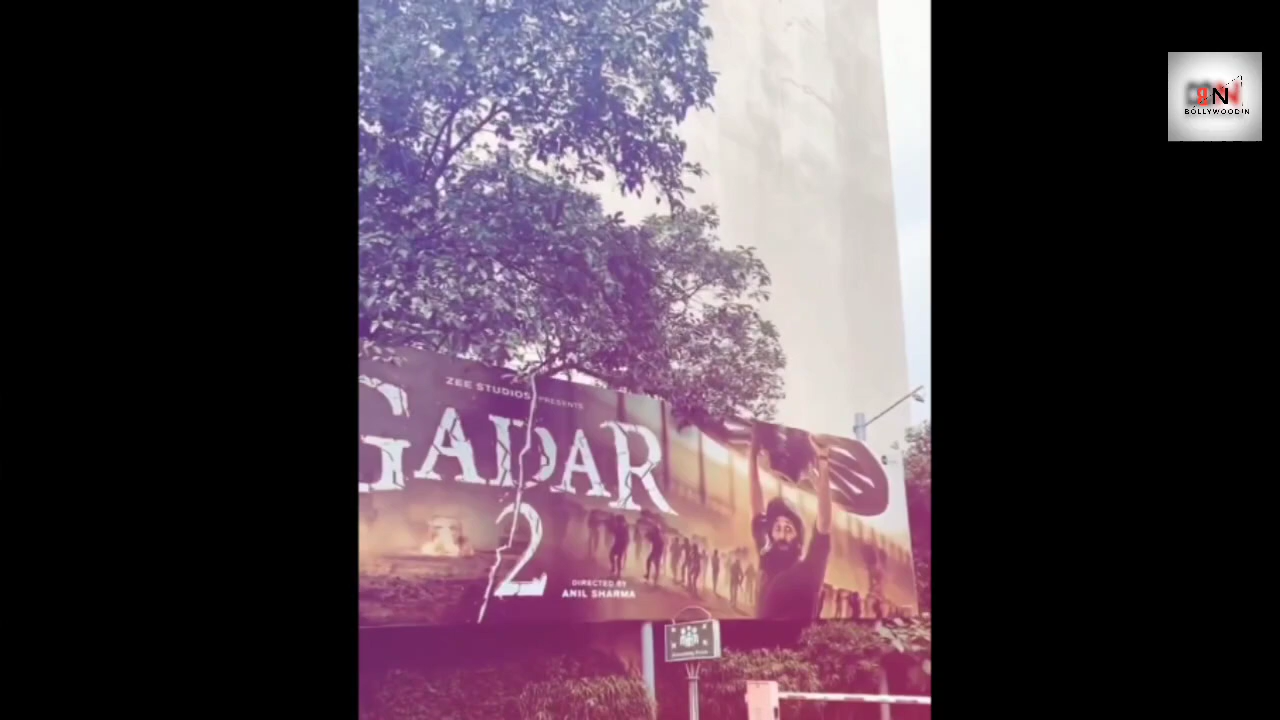 BOLLYWOODIN
ZEE STUDIOS PRESENTS
GADAR
2
DIRECTED BY
ANIL SHARMA